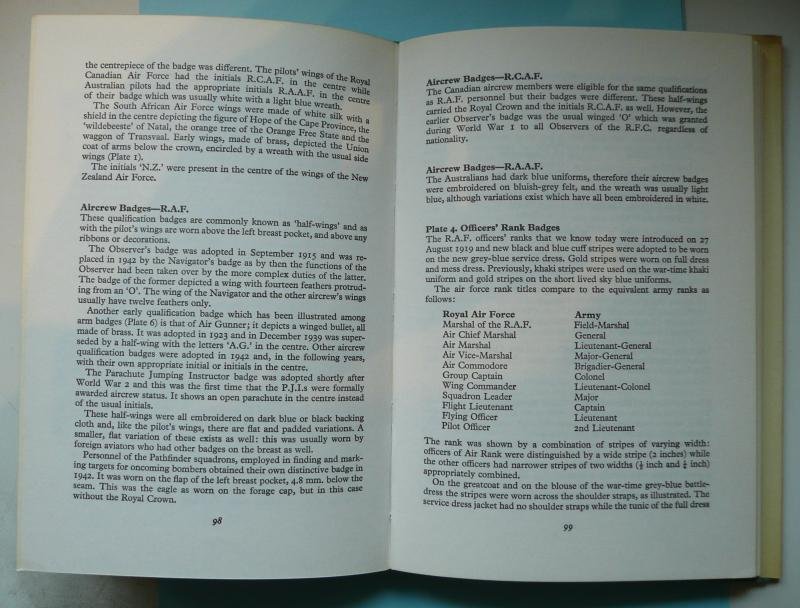 the centrepiece of the badge was different. The pilots' wings of the Royal
Canadian Air Force had the initials R.C.A.F. in the centre while
Australian pilots had the appropriate initials R.A.A.F. in the centre
of their badge which was usually white with a light blue wreath.
The South African Air Force wings were made of white silk with a
shield in the centre depicting the figure of Hope of the Cape Province, the
'wildebeeste' of Natal, the orange tree of the Orange Free State and the
waggon of Transvaal. Early wings, made of brass, depicted the Union
coat of arms below the crown, encircled by a wreath with the usual side
wings (Plate 1).
The initials 'N.Z.' were present in the centre of the wings of the New
Zealand Air Force.
Aircrew Badges—R.A.F.
These qualification badges are commonly known as 'half-wings' and as
with the pilot's wings are worn above the left breast pocket, and above any
ribbons or decorations.
The Observer's badge was adopted in September 1915 and was re-
placed in 1942 by the Navigator's badge as by then the functions of the
Observer had been taken over by the more complex duties of the latter.
The badge of the former depicted a wing with fourteen feathers protrud-
ing from an 'O'. The wing of the Navigator and the other aircrew's wings
usually have twelve feathers only.
Another early qualification badge which has been illustrated among
arm badges (Plate 6) is that of Air Gunner; it depicts a winged bullet, all
made of brass. It was adopted in 1923 and in December 1939 was super-
seded by a half-wing with the letters 'A.G.' in the centre. Other aircrew
qualification badges were adopted in 1942 and, in the following years,
with their own appropriate initial or initials in the centre.
The Parachute Jumping Instructor badge was adopted shortly after
World War 2 and this was the first time that the P.J.I.s were formally
awarded aircrew status. It shows an open parachute in the centre instead
of the usual initials.
These half-wings were all embroidered on dark blue or black backing
cloth and, like the pilot's wings, there are flat and padded variations. A
smaller, flat variation of these exists as well: this was usually worn by
foreign aviators who had other badges on the breast as well.
Personnel of the Pathfinder squadrons, employed in finding and mark-
ing targets for oncoming bombers obtained their own distinctive badge in
1942. It was worn on the flap of the left breast pocket, 4.8 mm. below the
seam. This was the eagle as worn on the forage cap, but in this case
without the Royal Crown.
98
Aircrew Badges—R.C.A.F.
The Canadian aircrew members were eligible for the same qualifications
as R.A.F. personnel but their badges were different. These half-wings
carried the Royal Crown and the initials R.C.A.F. as well. However, the
earlier Observer's badge was the usual winged 'O' which was granted
during World War 1 to all Observers of the R.F.C. regardless of
nationality.
Aircrew Badges—R.A.A.F.
The Australians had dark blue uniforms, therefore their aircrew badges
were embroidered on bluish-grey felt, and the wreath was usually light
blue, although variations exist which have all been embroidered in white.
Plate 4. Officers' Rank Badges
The R.A.F. officers' ranks that we know today were introduced on 27
August 1919 and new black and blue cuff stripes were adopted to be worn
on the new grey-blue service dress. Gold stripes were worn on full dress
and mess dress. Previously, khaki stripes were used on the war-time khaki
uniform and gold stripes on the short lived sky blue uniforms.
The air force rank titles compare to the equivalent army ranks as
follows:
Royal Air Force Army
Marshal of the R.A.F. Field-Marshal
Air Chief Marshal General
Air Marshal Lieutenant-General
Air Vice-Marshal Major-General
Air Commodore Brigadier-General
Group Captain Colonel
Wing Commander Lieutenant-Colonel
Squadron Leader Major
Flight Lieutenant Captain
Flying Officer Lieutenant
Pilot Officer 2nd Lieutenant
The rank was shown by a combination of stripes of varying width:
officers of Air Rank were distinguished by a wide stripe (2 inches) while
the other officers had narrower stripes of two widths (½ inch and ¼ inch)
appropriately combined.
On the greatcoat and on the blouse of the war-time grey-blue battle-
dress the stripes were worn across the shoulder straps, as illustrated. The
service dress jacket had no shoulder straps while the tunic of the full dress
99